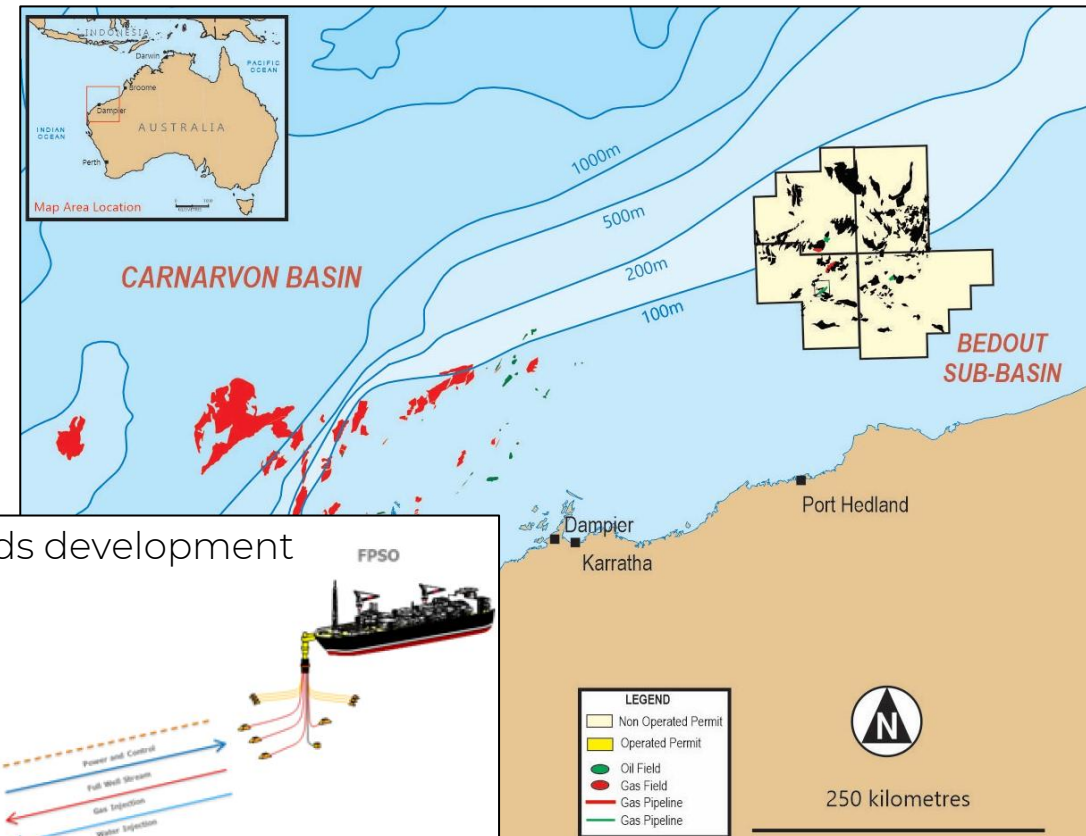 INDONESIA
Darwin
PACIFIC
OCEAN
Broome
Dampier
INDIAN
OCEAN
AUSTRALIA
Perth
Map Area Location
1000m
500m
200m
100m
CARNARVON BASIN
BEDOUT
SUB-BASIN
Port Hedland
Dampier
Karratha
ds development
FPSO
Power and Control
Full Well Stream
Gas Injection
Water Injection
LEGEND
Non Operated Permit
Operated Permit
Oil Field
Gas Field
Gas Pipeline
Gas Pipeline
N
250 kilometres